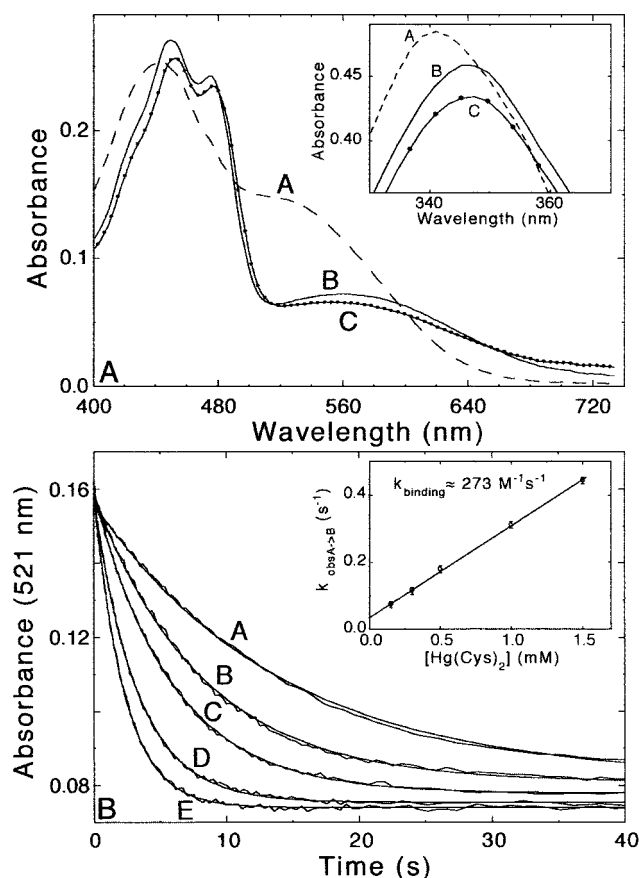 0.2
0.1
0.0
Absorbance
400
480
560
640
720
Wavelength (nm)
A
B
C
A
0.45
0.40
Absorbance
340
360
Wavelength (nm)
A
B
C
0.16
0.12
0.08
Absorbance (521 nm)
0
10
20
30
40
Time (s)
A
B
C
D
E
B
k binding ≈ 273 M⁻¹s⁻¹
0.4
0.2
0.0
k obsA->B (s⁻¹)
0.0
0.5
1.0
1.5
[Hg(Cys)₂] (mM)